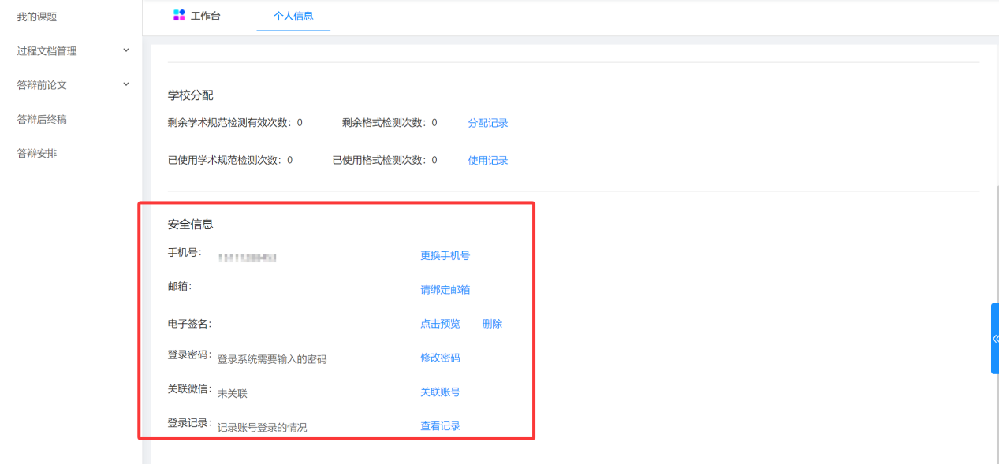 我的课题
过程文档管理
答辩前论文
答辩后终稿
答辩安排
工作台 个人信息
学校分配
剩余学术规范检测有效次数：0 剩余格式检测次数：0 分配记录
已使用学术规范检测次数：0 已使用格式检测次数：0 使用记录
安全信息
手机号： 更换手机号
邮箱： 请绑定邮箱
电子签名： 点击预览 删除
登录密码： 登录系统需要输入的密码 修改密码
关联微信： 未关联 关联账号
登录记录： 记录账号登录的情况 查看记录